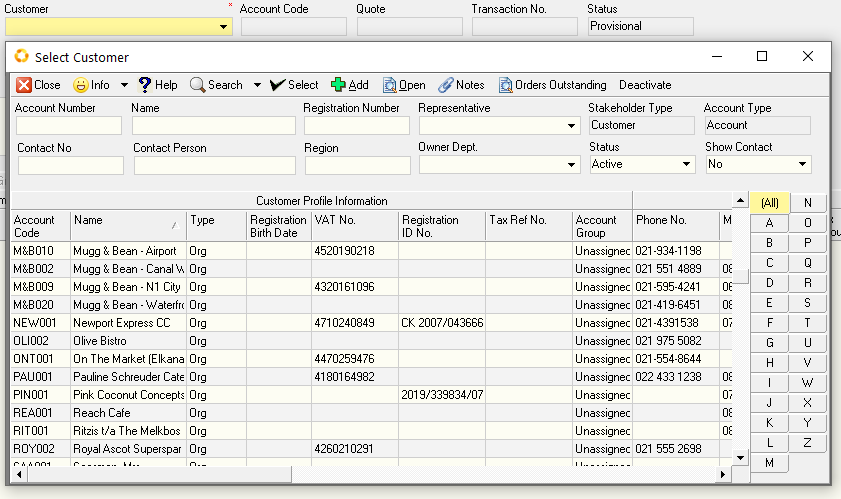 Customer * Account Code Quote Transaction No. Status
Provisional
Select Customer
Close Info Help Search Select Add Open Notes Orders Outstanding Deactivate
Account Number Name Registration Number Representative Stakeholder Type Account Type
Customer Account
Contact No Contact Person Region Owner Dept. Status Show Contact
Active No
Customer Profile Information
Account Code Name Type Registration Birth Date VAT No. Registration ID No. Tax Ref No. Account Group Phone No. M
M&B010 Mugg & Bean - Airport Org 4520190218 Unassigned 021-934-1198
M&B002 Mugg & Bean - Canal W Org Unassigned 021 551 4889 08
M&B009 Mugg & Bean - N1 City Org 4320161096 Unassigned 021-595-4241 08
M&B020 Mugg & Bean - Waterfro Org Unassigned 021-419-6451 08
NEW001 Newport Express CC Org 4710240849 CK 2007/043666 Unassigned 021-4391538 07
OLI002 Olive Bistro Org Unassigned 021 975 5082
ONT001 On The Market (Elkana Org 4470259476 Unassigned 021-554-8644
PAU001 Pauline Schreuder Cate Org 4180164982 Unassigned 022 433 1238 08
PIN001 Pink Coconut Concepts Org 2019/339834/07 Unassigned 07
REA001 Reach Cafe Org Unassigned 08
RIT001 Ritzis t/a The Melkbos Org Unassigned 08
ROY002 Royal Ascot Superspar Org 4260210291 Unassigned 021 555 2698
(All) N
A O
B P
C Q
D R
E S
F T
G U
H V
I W
J X
K Y
L Z
M